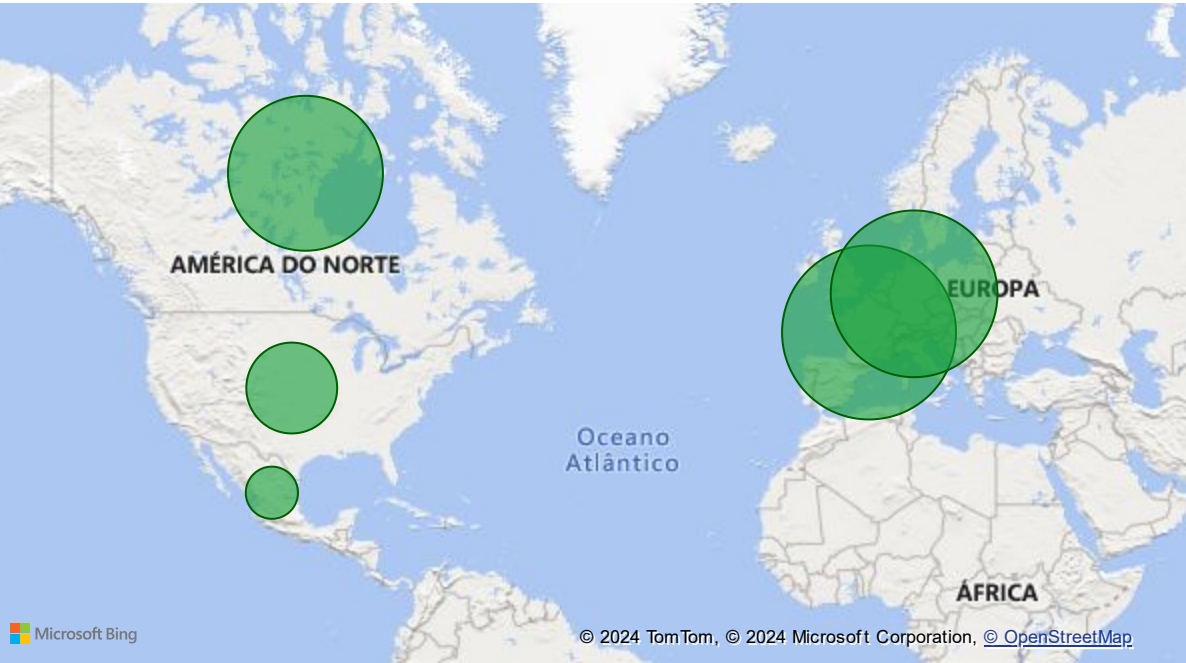 AMÉRICA DO NORTE
EUROPA
Oceano
Atlântico
ÁFRICA
Microsoft Bing
© 2024 TomTom, © 2024 Microsoft Corporation, © OpenStreetMap